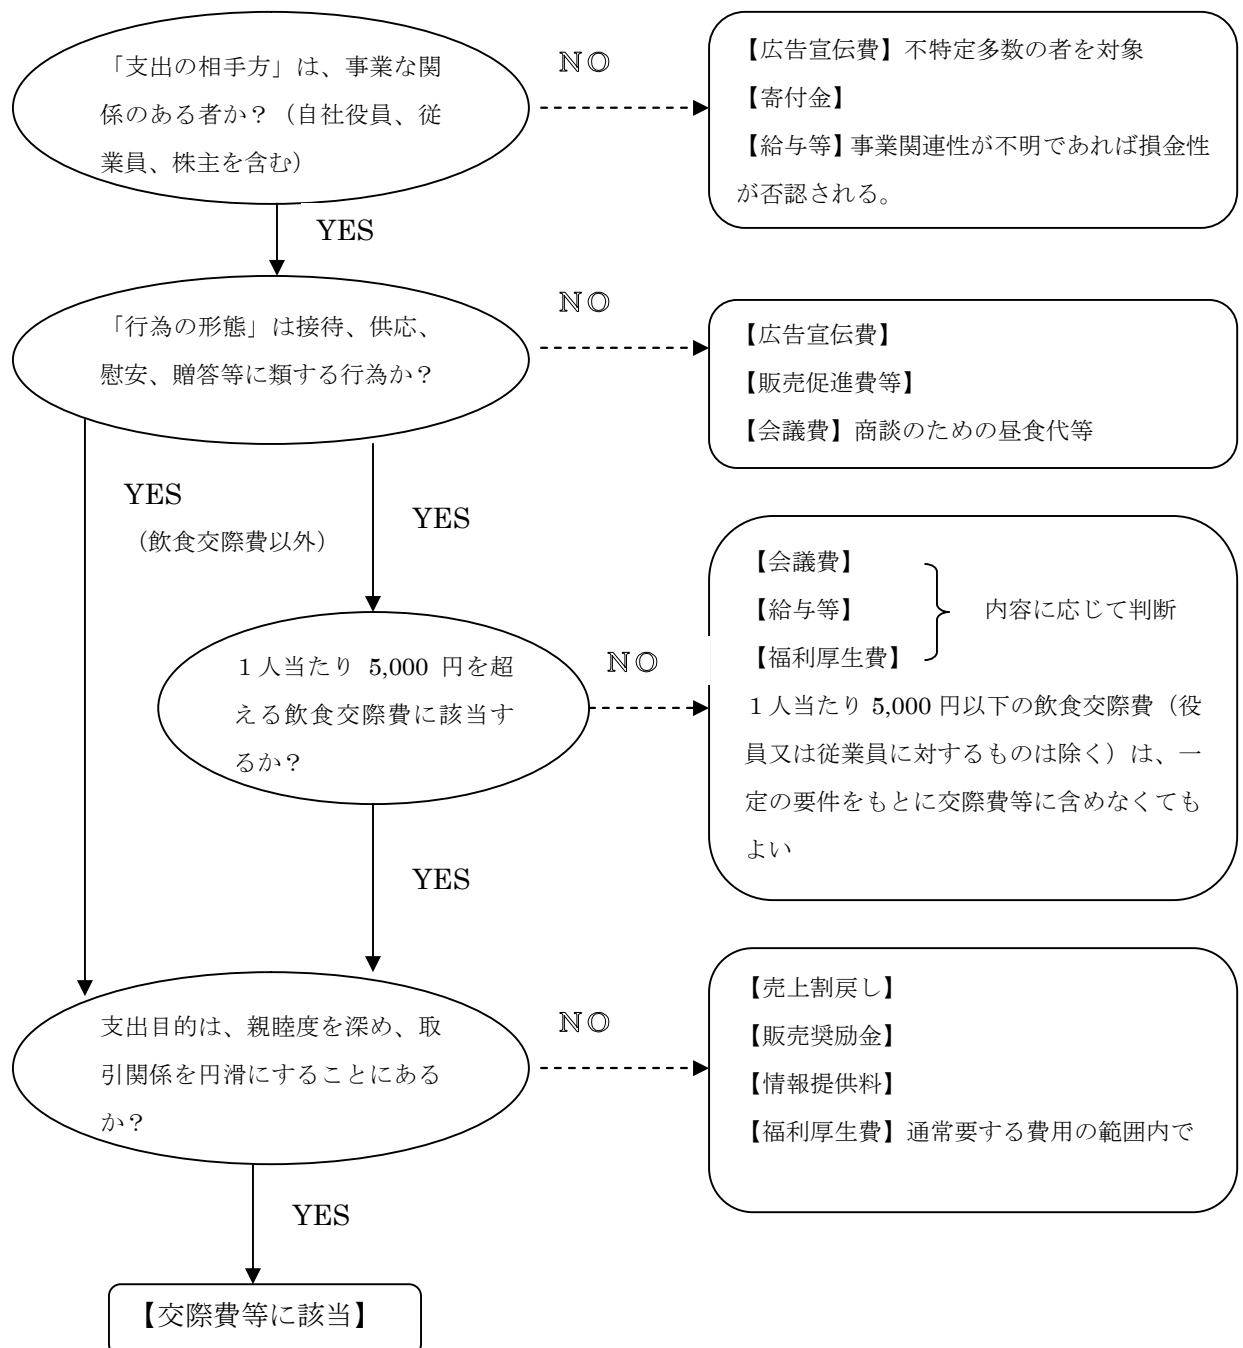 「支出の相手方」は、事業な関
係のある者か？（自社役員、従
業員、株主を含む）
ＮＯ
【広告宣伝費】不特定多数の者を対象
【寄付金】
【給与等】事業関連性が不明であれば損金性
が否認される。
YES
「行為の形態」は接待、供応、
慰安、贈答等に類する行為か？
ＮＯ
【広告宣伝費】
【販売促進費等】
【会議費】商談のための昼食代等
YES
（飲食交際費以外）
YES
１人当たり 5,000 円を超
える飲食交際費に該当す
るか？
ＮＯ
【会議費】
【給与等】
【福利厚生費】
内容に応じて判断
１人当たり 5,000 円以下の飲食交際費（役
員又は従業員に対するものは除く）は、一
定の要件をもとに交際費等に含めなくても
よい
YES
支出目的は、親睦度を深め、取
引関係を円滑にすることにある
か？
ＮＯ
【売上割戻し】
【販売奨励金】
【情報提供料】
【福利厚生費】通常要する費用の範囲内で
YES
【交際費等に該当】